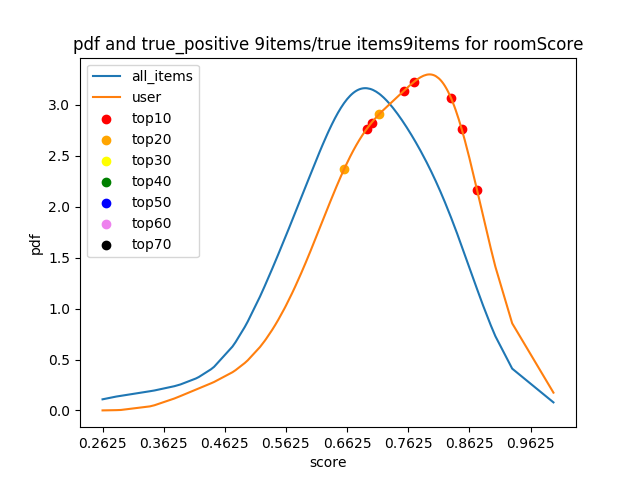 pdf and true_positive 9items/true items9items for roomScore
all_items
user
top10
top20
top30
top40
top50
top60
top70
pdf
3.0
2.5
2.0
1.5
1.0
0.5
0.0
0.2625 0.3625 0.4625 0.5625 0.6625 0.7625 0.8625 0.9625
score